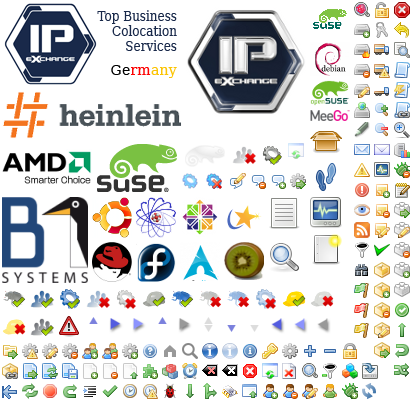 IP
EXCHANGE
Top Business
Colocation
Services
Germany
IP
EXCHANGE
SUSE
debian
openSUSE
MeeGo
heinlein
AMD
Smarter Choice
SUSE
B1
SYSTEMS